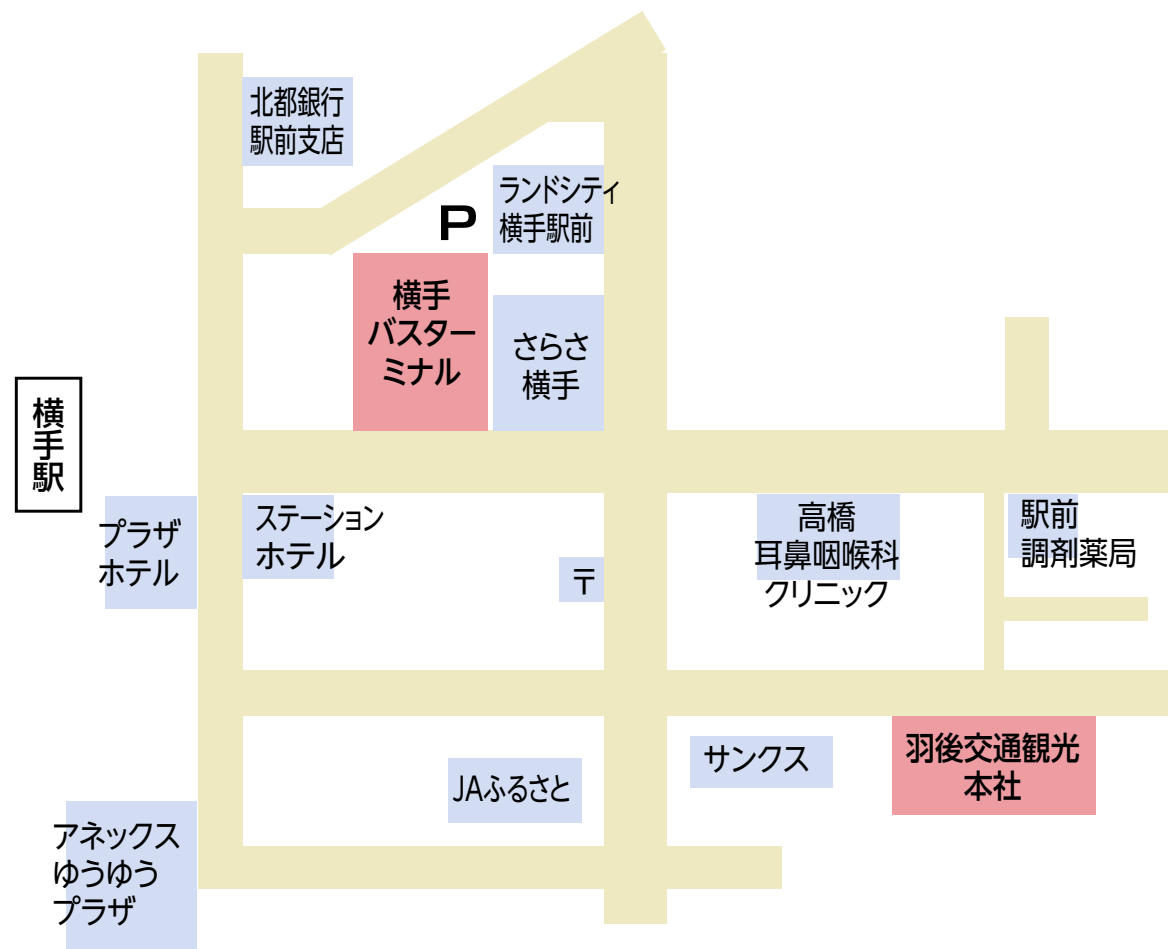 北都銀行
駅前支店
ランドシティ
横手駅前
P
横手
バスター
ミナル
さらさ
横手
横手駅
プラザ
ホテル
ステーション
ホテル
〒
高橋
耳鼻咽喉科
クリニック
駅前
調剤薬局
サンクス
羽後交通観光
本社
JAふるさと
アネックス
ゆうゆう
プラザ